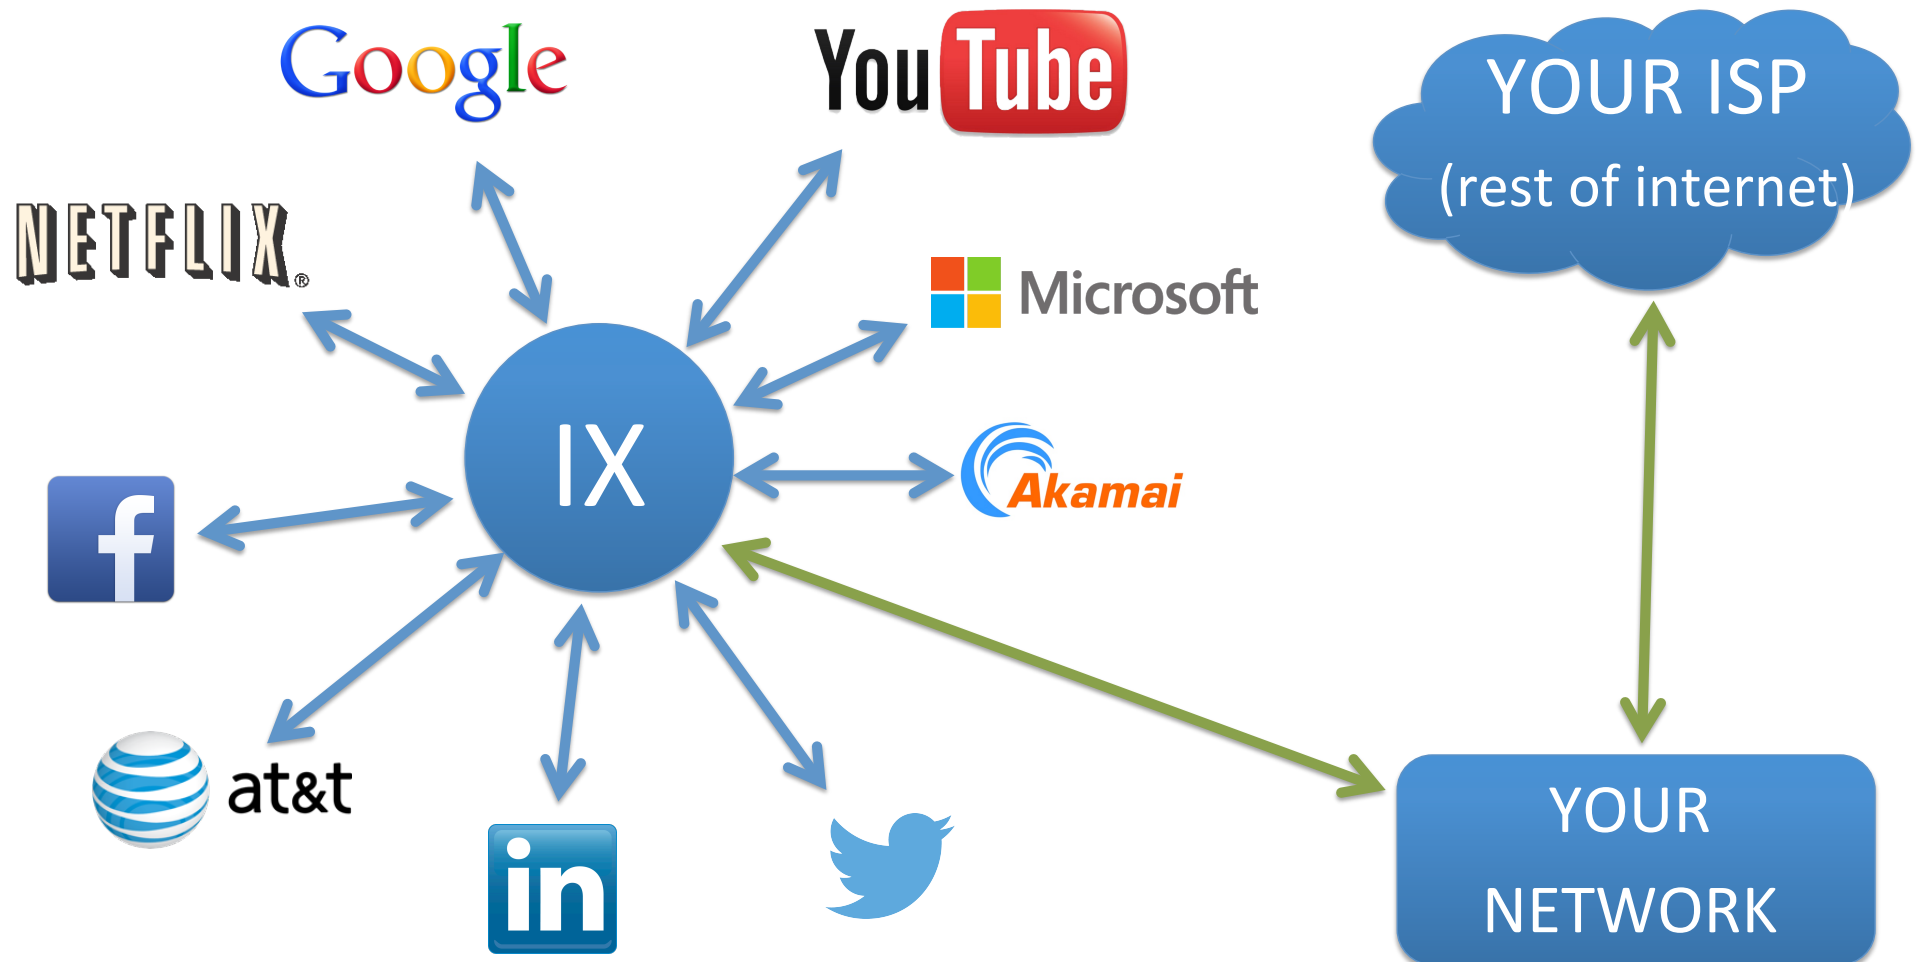 Google
YouTube
YOUR ISP
(rest of internet)
NETFLIX®
Microsoft
IX
Akamai
f
at&t
in
YOUR
NETWORK